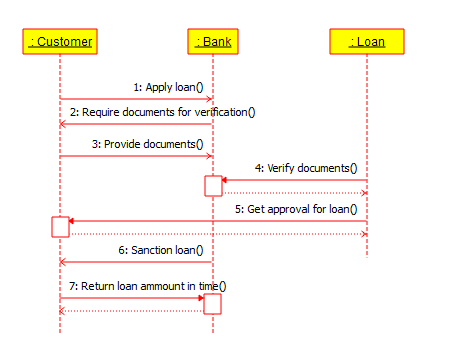 : Customer
: Bank
: Loan
1: Apply loan()
2: Require documents for verification()
3: Provide documents()
4: Verify documents()
5: Get approval for loan()
6: Sanction loan()
7: Return loan ammount in time()